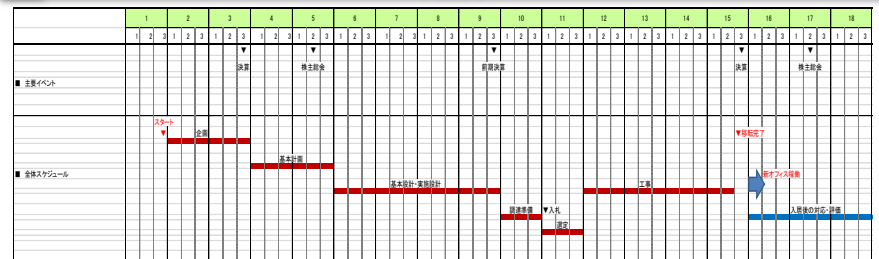 1 2 3 4 5 6 7 8 9 10 11 12 13 14 15 16 17 18
1 2 3 1 2 3 1 2 3 1 2 3 1 2 3 1 2 3 1 2 3 1 2 3 1 2 3 1 2 3 1 2 3 1 2 3 1 2 3 1 2 3 1 2 3 1 2 3 1 2 3 1 2 3
▼ ▼ ▼ ▼ ▼
決算 株主総会 前期決算 決算 株主総会
■ 主要イベント
スタート
▼ 企画 ▼移転完了
基本計画
■ 全体スケジュール 新オフィス稼働
基本設計・実施設計 工事
調達準備 ▼入札 入居後の対応・評価
選定